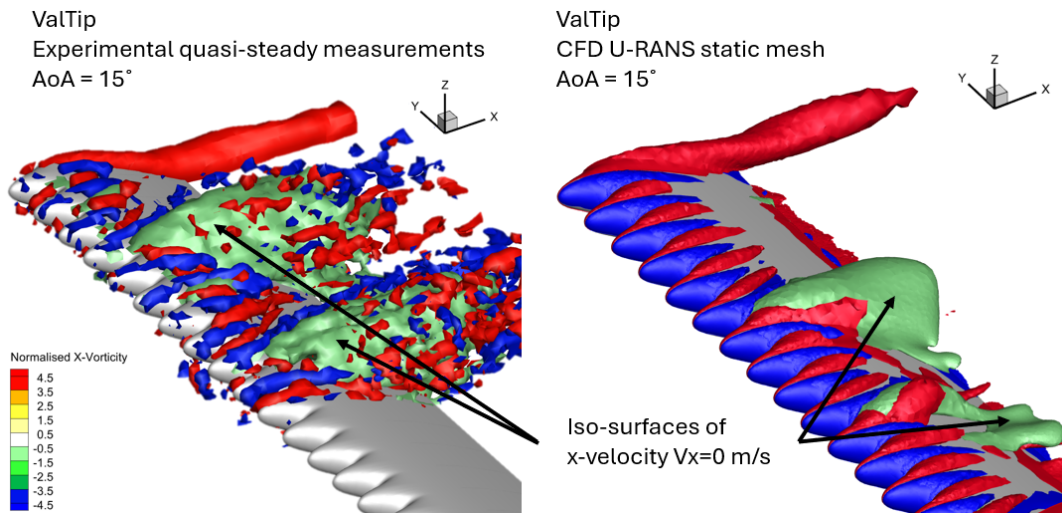 ValTip
Experimental quasi-steady measurements
AoA = 15˚
Z
Y
X
Normalised X-Vorticity
4.5
3.5
2.5
1.5
0.5
-0.5
-1.5
-2.5
-3.5
-4.5
ValTip
CFD U-RANS static mesh
AoA = 15˚
Z
Y
X
Iso-surfaces of
x-velocity Vx=0 m/s